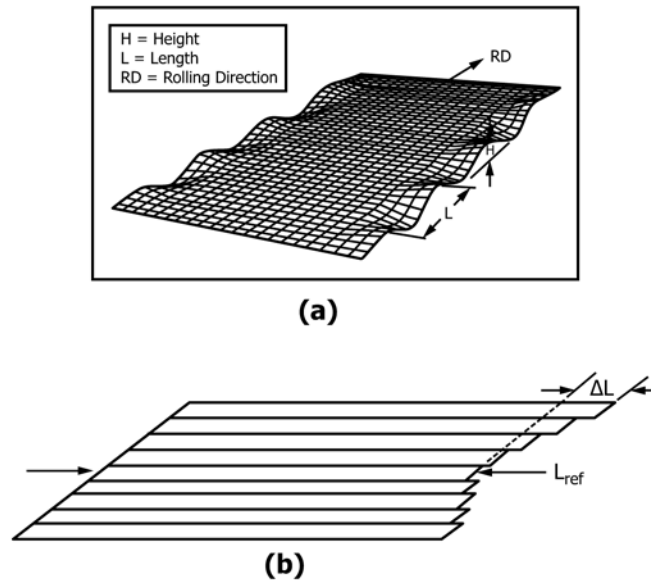 H = Height
L = Length
RD = Rolling Direction
RD
H
L
(a)
ΔL
Lref
(b)